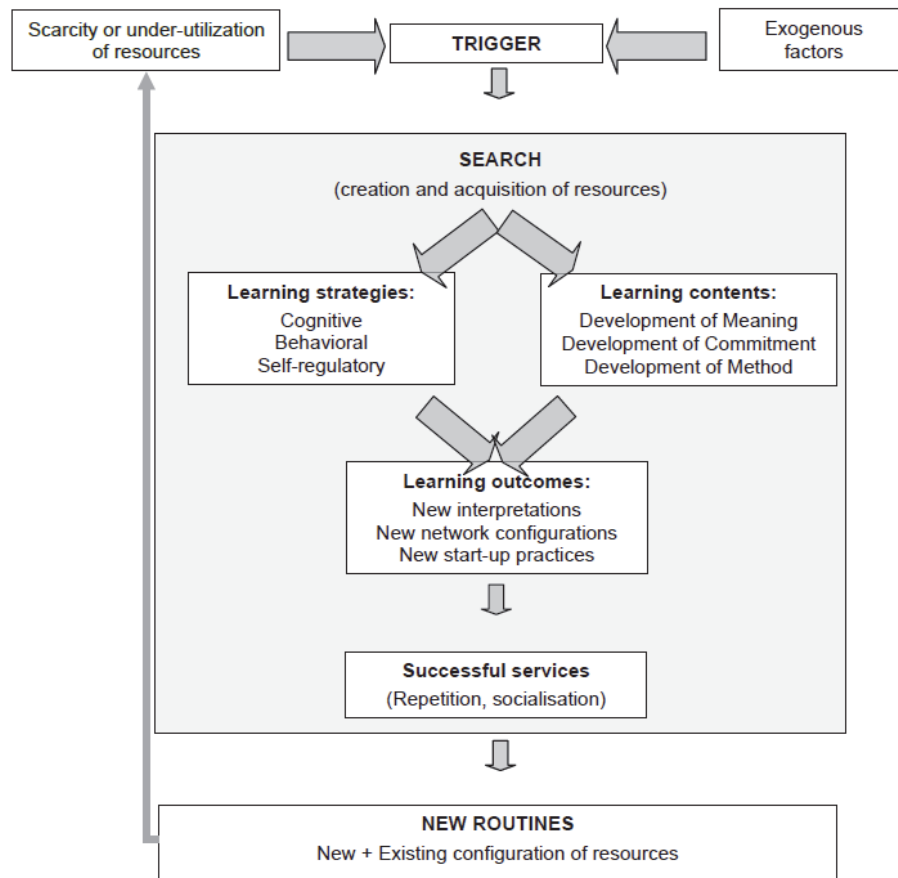 Scarcity or under-utilization
of resources
TRIGGER
Exogenous
factors
SEARCH
(creation and acquisition of resources)
Learning strategies:
Cognitive
Behavioral
Self-regulatory
Learning contents:
Development of Meaning
Development of Commitment
Development of Method
Learning outcomes:
New interpretations
New network configurations
New start-up practices
Successful services
(Repetition, socialisation)
NEW ROUTINES
New + Existing configuration of resources